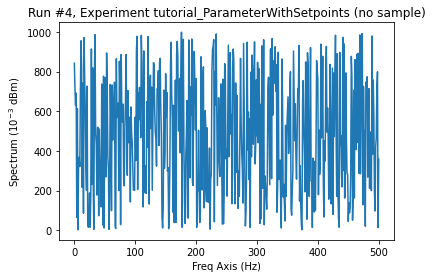 Run #4, Experiment tutorial_ParameterWithSetpoints (no sample)
Spectrum (10⁻³ dBm)
1000
800
600
400
200
0
0 100 200 300 400 500
Freq Axis (Hz)